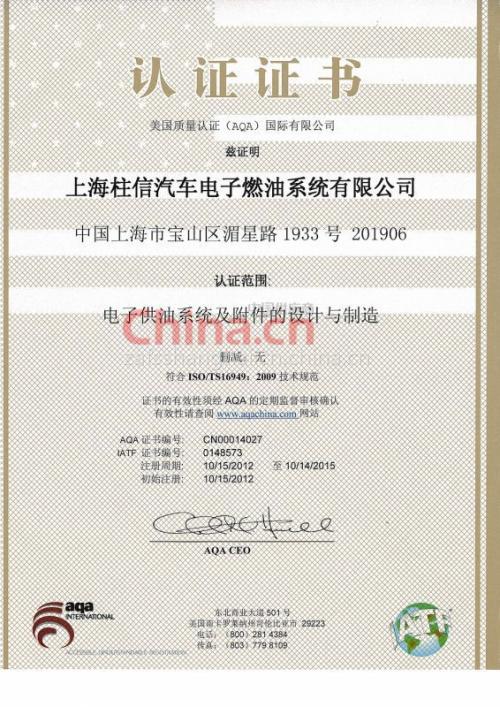 认证证书
美国质量认证（AQA）国际有限公司
兹证明
上海柱信汽车电子燃油系统有限公司
中国上海市宝山区湄星路 1933 号 201906
认证范围:
电子供油系统及附件的设计与制造
China.cn
删减: 无
符合 ISO/TS16949: 2009 技术规范
证书的有效性须经 AQA 的定期监督审核确认
有效性请查阅 www.aqachina.com 网站
AQA 证书编号: CN00014027
IATF 证书编号: 0148573
注册周期: 10/15/2012 至 10/14/2015
初始注册: 10/15/2012
AQA CEO
aqa
INTERNATIONAL
ACCESSIBLE, UNDERSTANDABLE, REGISTRATION
东北商业大道 501 号
美国南卡罗莱纳州哥伦比亚市 29223
电话: （800）281 4384
传真: （803）779 8109
IATF